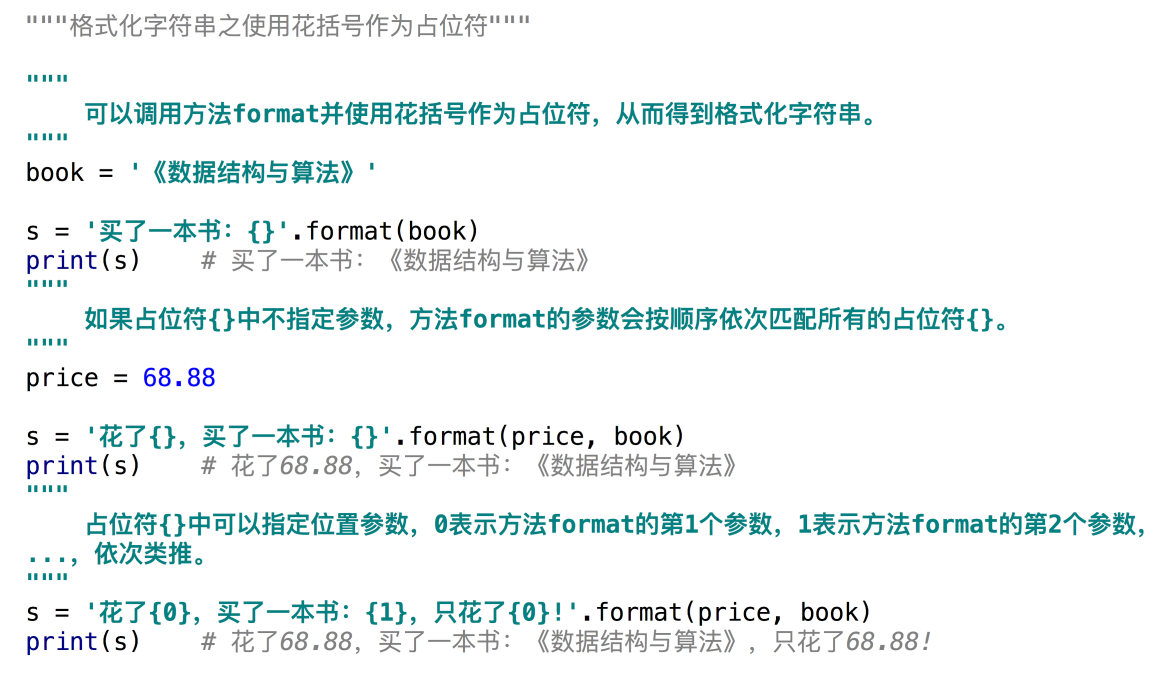 """格式化字符串之使用花括号作为占位符"""
"""
    可以调用方法format并使用花括号作为占位符，从而得到格式化字符串。
"""
book = '《数据结构与算法》'
s = '买了一本书：{}'.format(book)
print(s)    # 买了一本书：《数据结构与算法》
"""
    如果占位符{}中不指定参数，方法format的参数会按顺序依次匹配所有的占位符{}。
"""
price = 68.88
s = '花了{}，买了一本书：{}'.format(price, book)
print(s)    # 花了68.88，买了一本书：《数据结构与算法》
"""
    占位符{}中可以指定位置参数，0表示方法format的第1个参数，1表示方法format的第2个参数，
...，依次类推。
"""
s = '花了{0}，买了一本书：{1}，只花了{0}!'.format(price, book)
print(s)    # 花了68.88，买了一本书：《数据结构与算法》，只花了68.88!